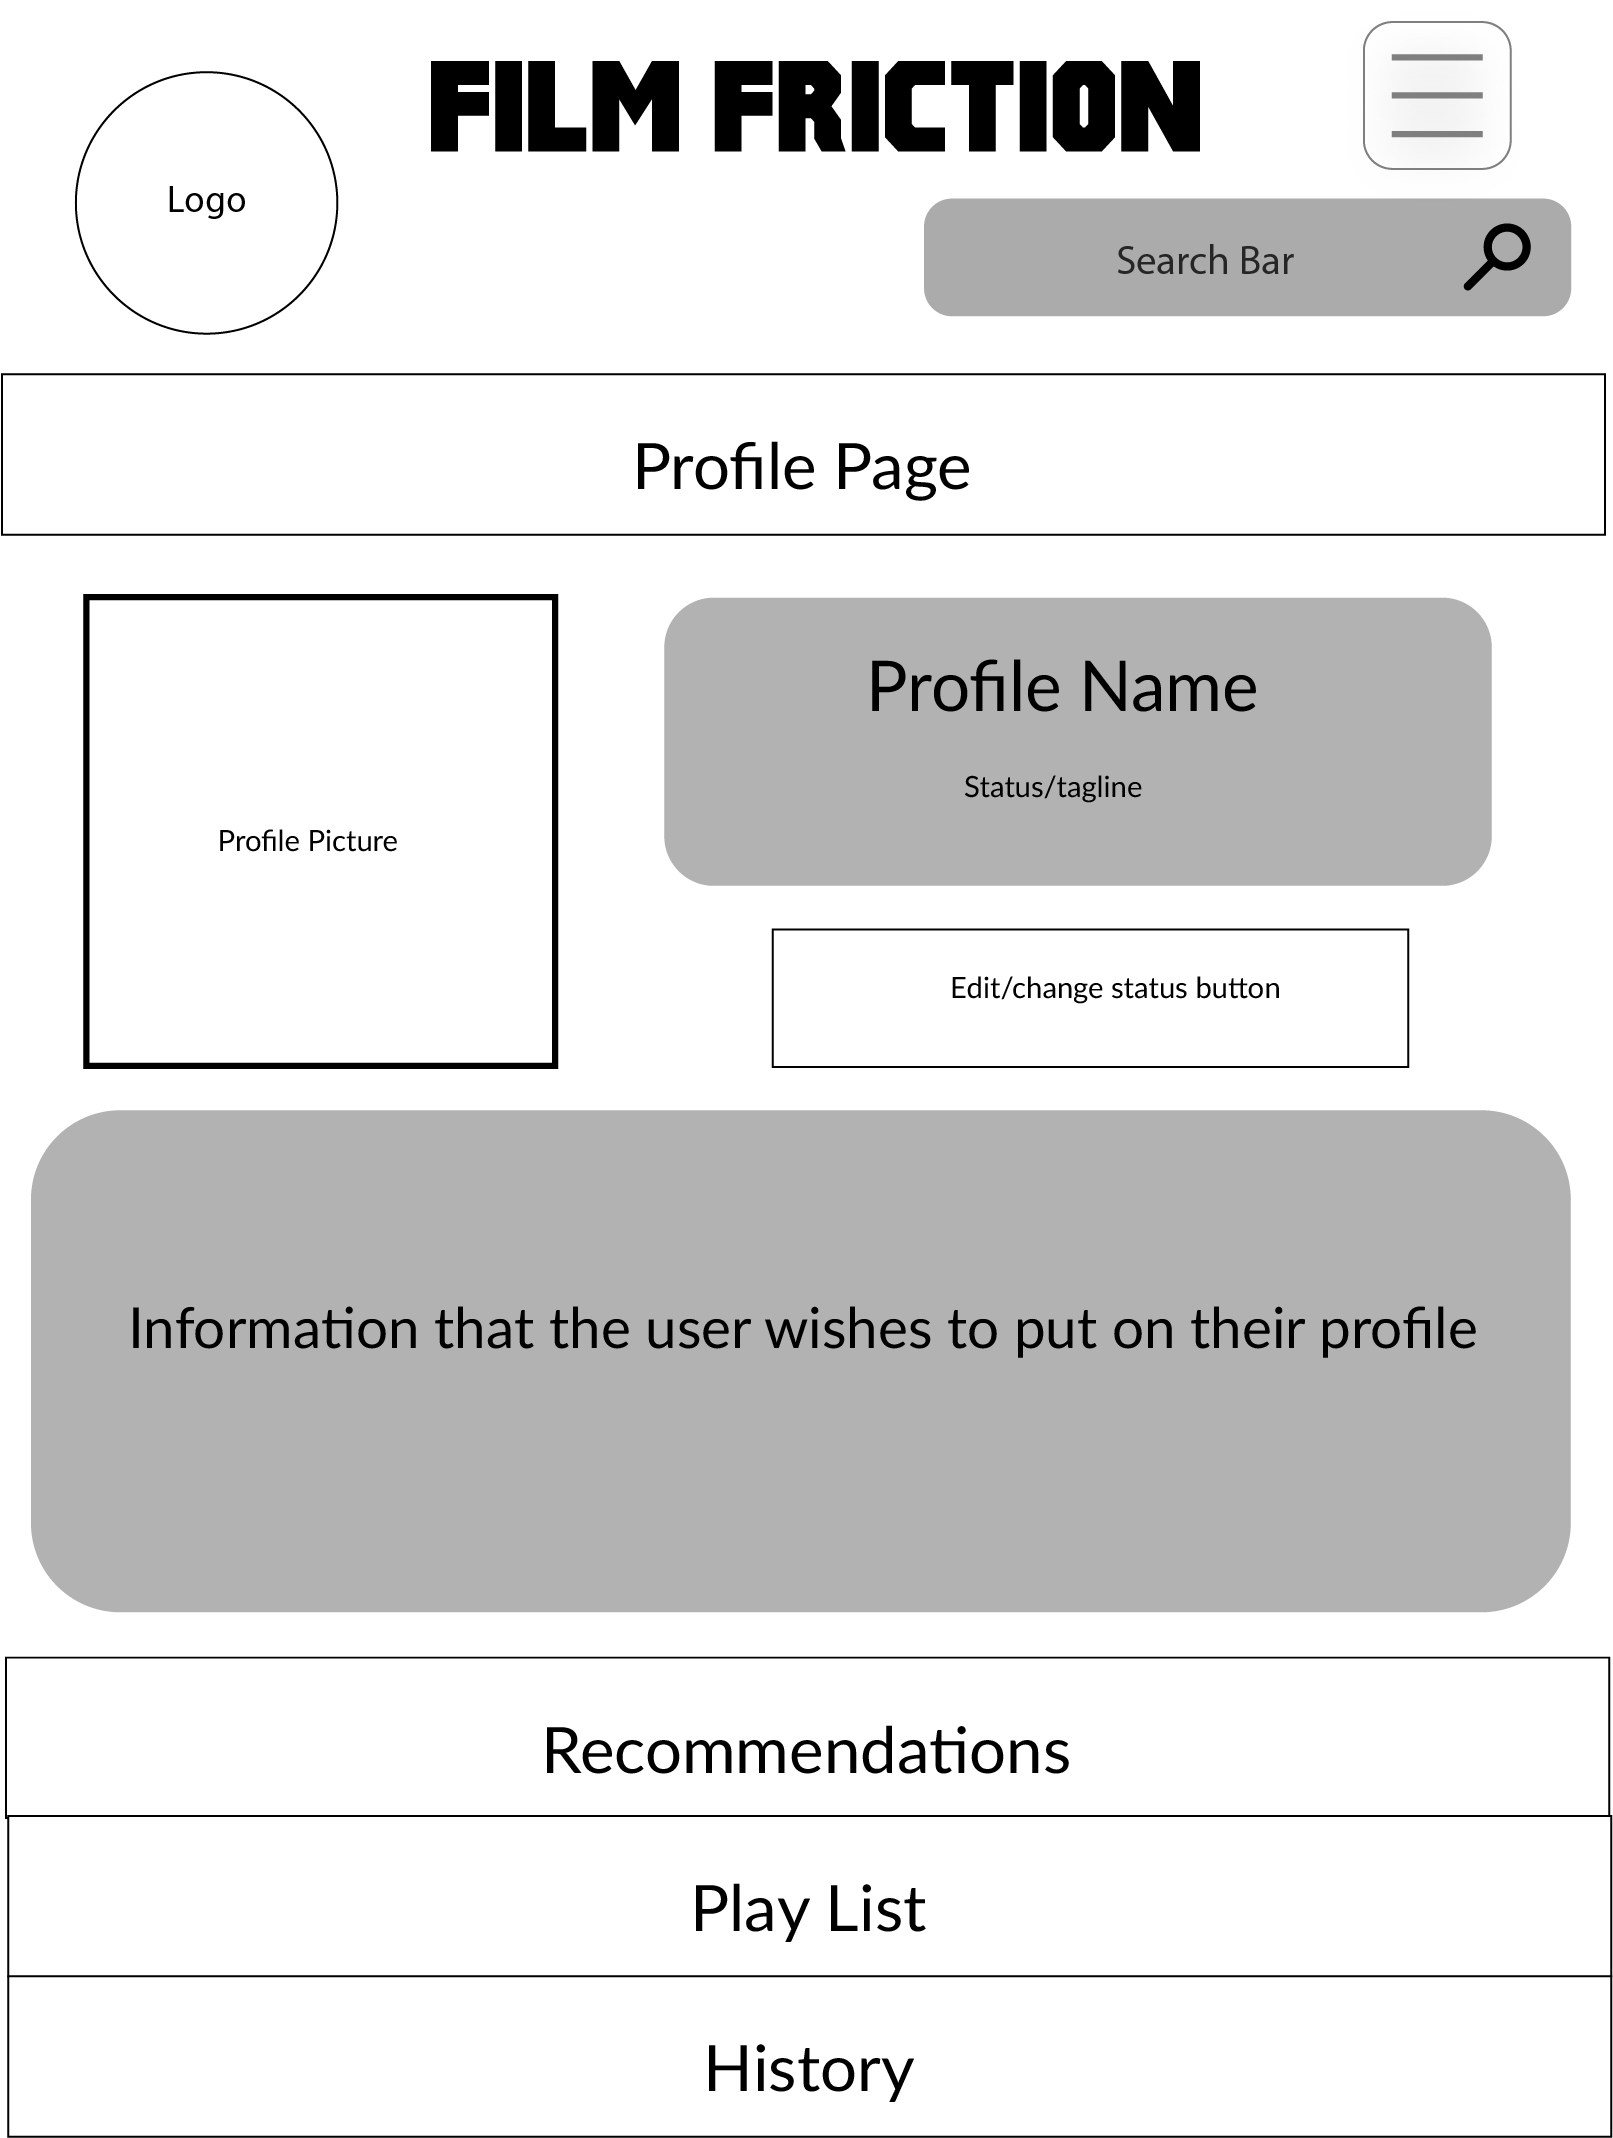 FILM FRICTION
Logo
Search Bar
Profile Page
Profile Name
Status/tagline
Profile Picture
Edit/change status button
Information that the user wishes to put on their profile
Recommendations
Play List
History